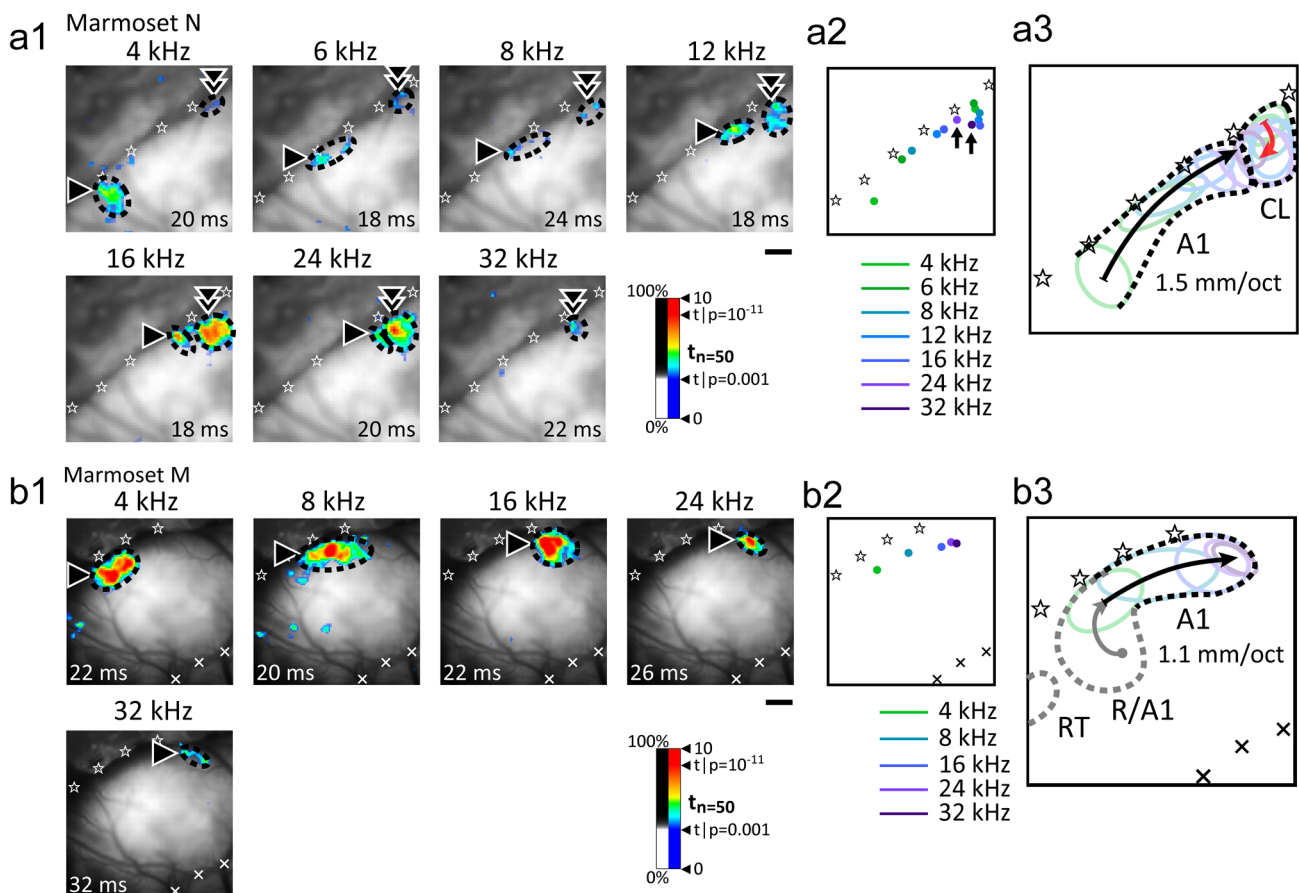 a1
Marmoset N
4 kHz
6 kHz
8 kHz
12 kHz
20 ms
18 ms
24 ms
18 ms
16 kHz
24 kHz
32 kHz
18 ms
20 ms
22 ms
100%
0%
10
t|p=10⁻¹¹
tn=50
t|p=0.001
0
a2
4 kHz
6 kHz
8 kHz
12 kHz
16 kHz
24 kHz
32 kHz
a3
CL
A1
1.5 mm/oct
b1
Marmoset M
4 kHz
8 kHz
16 kHz
24 kHz
22 ms
20 ms
22 ms
26 ms
32 kHz
32 ms
100%
0%
10
t|p=10⁻¹¹
tn=50
t|p=0.001
0
b2
4 kHz
8 kHz
16 kHz
24 kHz
32 kHz
b3
A1
1.1 mm/oct
R/A1
RT